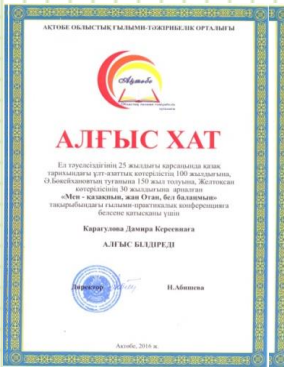 АҚТӨБЕ ОБЛЫСТЫҚ ҒЫЛЫМИ-ТӘЖІРИБЕЛІК ОРТАЛЫҒЫ
Ақтөбе
АЛҒЫС ХАТ
Ел тәуелсіздігінің 25 жылдығы қарсаңында қазақ
тарихындағы ұлт-азаттық көтерілістің 100 жылдығына,
Ә.Бөкейхановтың туғанына 150 жыл толуына, Желтоқсан
көтерілісінің 30 жылдығына арналған
«Мен - қазақпын, жан Отан, бел баламын»
тақырыбындағы ғылыми-практикалық конференцияға
белсене қатысқаны үшін
Карагулова Дамира Кереевнаға
АЛҒЫС БІЛДІРЕДІ
Директор Н.Абишева
Ақтөбе, 2016 ж.